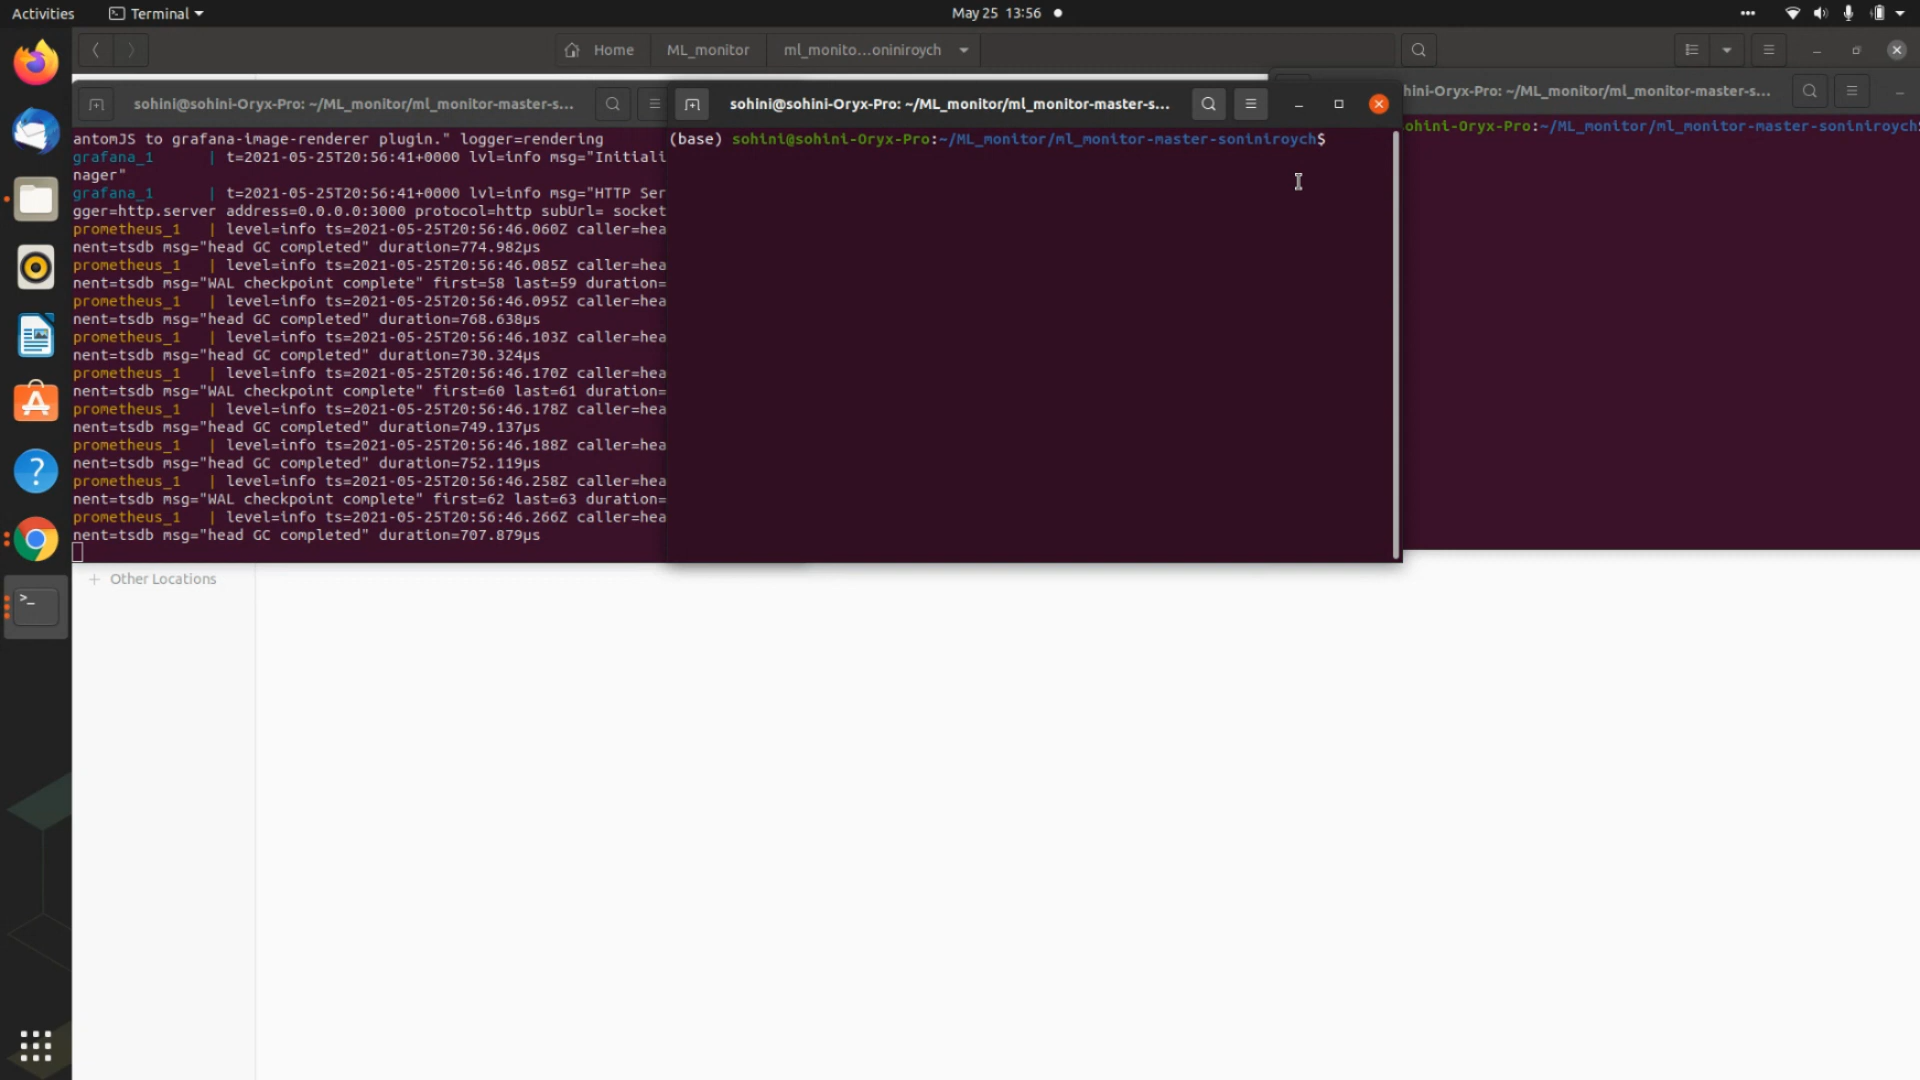 Activities
Terminal
May 25 13:56
Home
ML_monitor
ml_monito...oniniroych
sohini@sohini-Oryx-Pro: ~/ML_monitor/ml_monitor-master-s...
sohini@sohini-Oryx-Pro: ~/ML_monitor/ml_monitor-master-s...
hini-Oryx-Pro: ~/ML_monitor/ml_monitor-master-s...
antomJS to grafana-image-renderer plugin." logger=rendering
grafana_1 | t=2021-05-25T20:56:41+0000 lvl=info msg="Initiali
nager"
grafana_1 | t=2021-05-25T20:56:41+0000 lvl=info msg="HTTP Ser
gger=http.server address=0.0.0.0:3000 protocol=http subUrl= socket
prometheus_1 | level=info ts=2021-05-25T20:56:46.060Z caller=hea
nent=tsdb msg="head GC completed" duration=774.982µs
prometheus_1 | level=info ts=2021-05-25T20:56:46.085Z caller=hea
nent=tsdb msg="WAL checkpoint complete" first=58 last=59 duration=
prometheus_1 | level=info ts=2021-05-25T20:56:46.095Z caller=hea
nent=tsdb msg="head GC completed" duration=768.638µs
prometheus_1 | level=info ts=2021-05-25T20:56:46.103Z caller=hea
nent=tsdb msg="head GC completed" duration=730.324µs
prometheus_1 | level=info ts=2021-05-25T20:56:46.170Z caller=hea
nent=tsdb msg="WAL checkpoint complete" first=60 last=61 duration=
prometheus_1 | level=info ts=2021-05-25T20:56:46.178Z caller=hea
nent=tsdb msg="head GC completed" duration=749.137µs
prometheus_1 | level=info ts=2021-05-25T20:56:46.188Z caller=hea
nent=tsdb msg="head GC completed" duration=752.119µs
prometheus_1 | level=info ts=2021-05-25T20:56:46.258Z caller=hea
nent=tsdb msg="WAL checkpoint complete" first=62 last=63 duration=
prometheus_1 | level=info ts=2021-05-25T20:56:46.266Z caller=hea
nent=tsdb msg="head GC completed" duration=707.879µs
(base) sohini@sohini-Oryx-Pro:~/ML_monitor/ml_monitor-master-soniniroych$
ohini-Oryx-Pro:~/ML_monitor/ml_monitor-master-soniniroych$
+ Other Locations